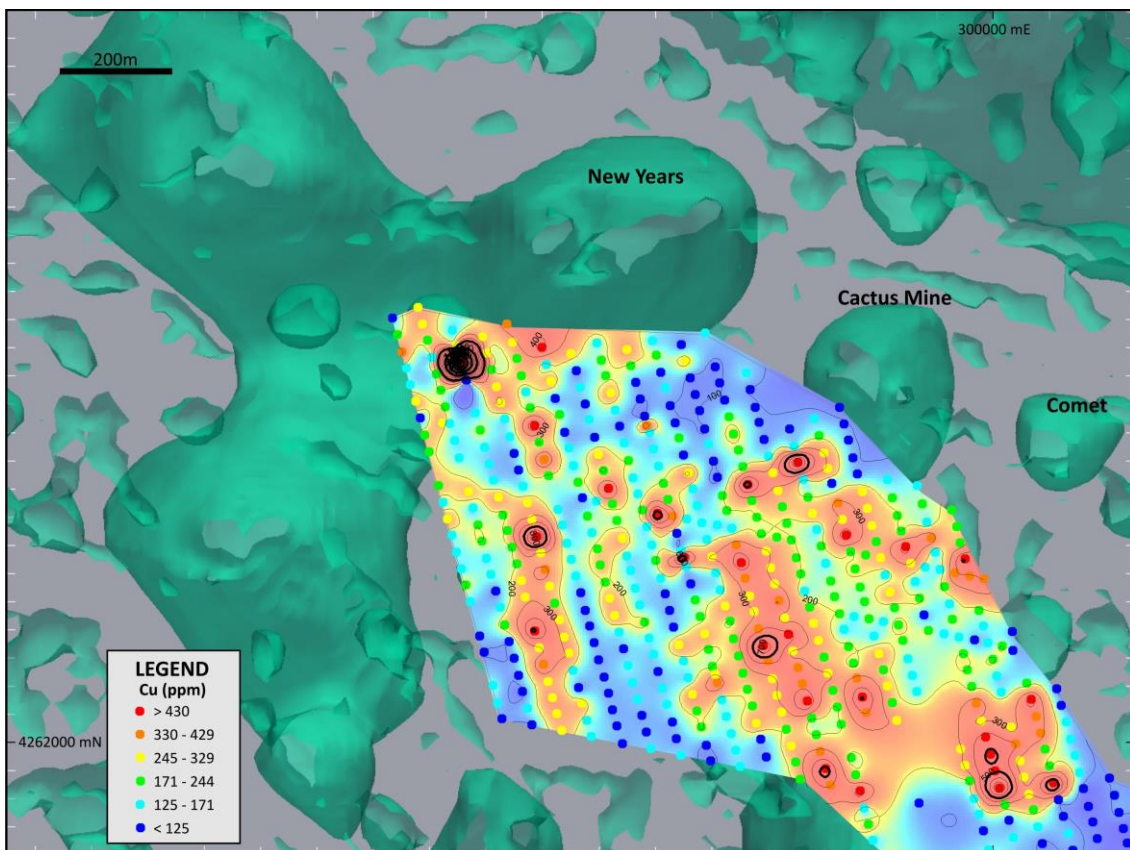 300000 mE
200m
New Years
Cactus Mine
Comet
400
100
300
300
200
200
300
200
300
300
4262000 mN
LEGEND
Cu (ppm)
> 430
330 - 429
245 - 329
171 - 244
125 - 171
< 125